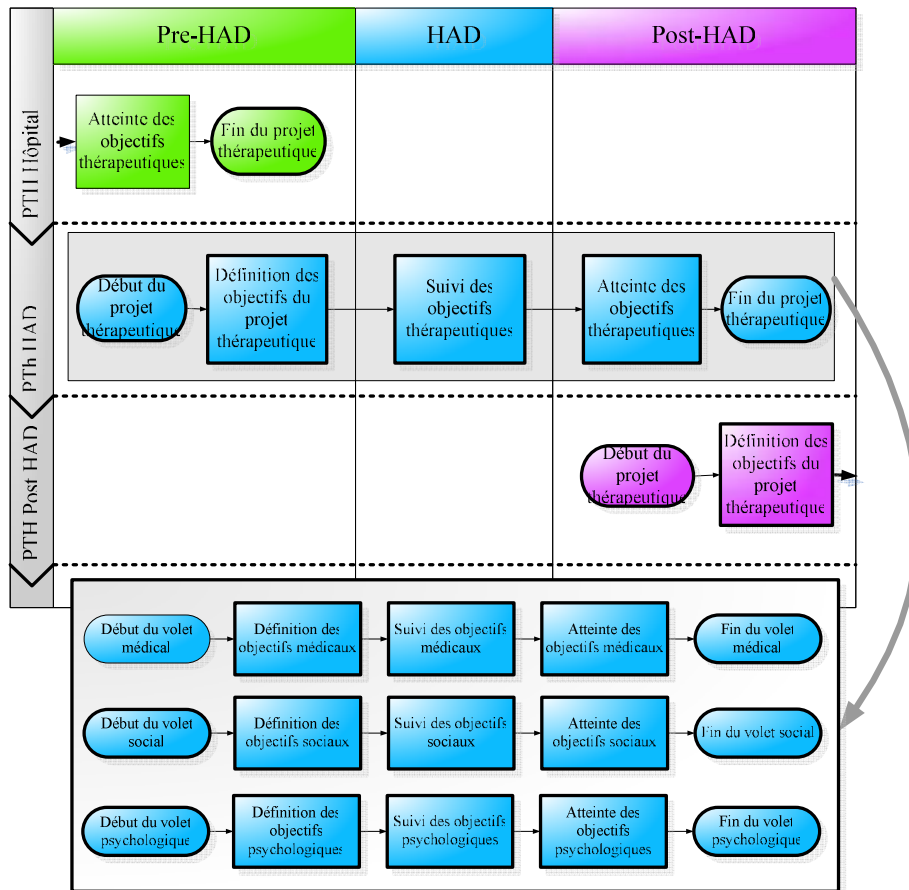 Pre-HAD
HAD
Post-HAD
PTH Hôpital
Atteinte des
objectifs
thérapeutiques
Fin du projet
thérapeutique
PTh HAD
Début du
projet
thérapeutique
Définition des
objectifs du
projet
thérapeutique
Suivi des
objectifs
thérapeutiques
Atteinte des
objectifs
thérapeutiques
Fin du projet
thérapeutique
PTH Post HAD
Début du
projet
thérapeutique
Définition des
objectifs du
projet
thérapeutique
Début du volet
médical
Définition des
objectifs médicaux
Suivi des objectifs
médicaux
Atteinte des
objectifs médicaux
Fin du volet
médical
Début du volet
social
Définition des
objectifs sociaux
Suivi des objectifs
sociaux
Atteinte des
objectifs sociaux
Fin du volet social
Début du volet
psychologique
Définition des
objectifs
psychologiques
Suivi des objectifs
psychologiques
Atteinte des
objectifs
psychologiques
Fin du volet
psychologique